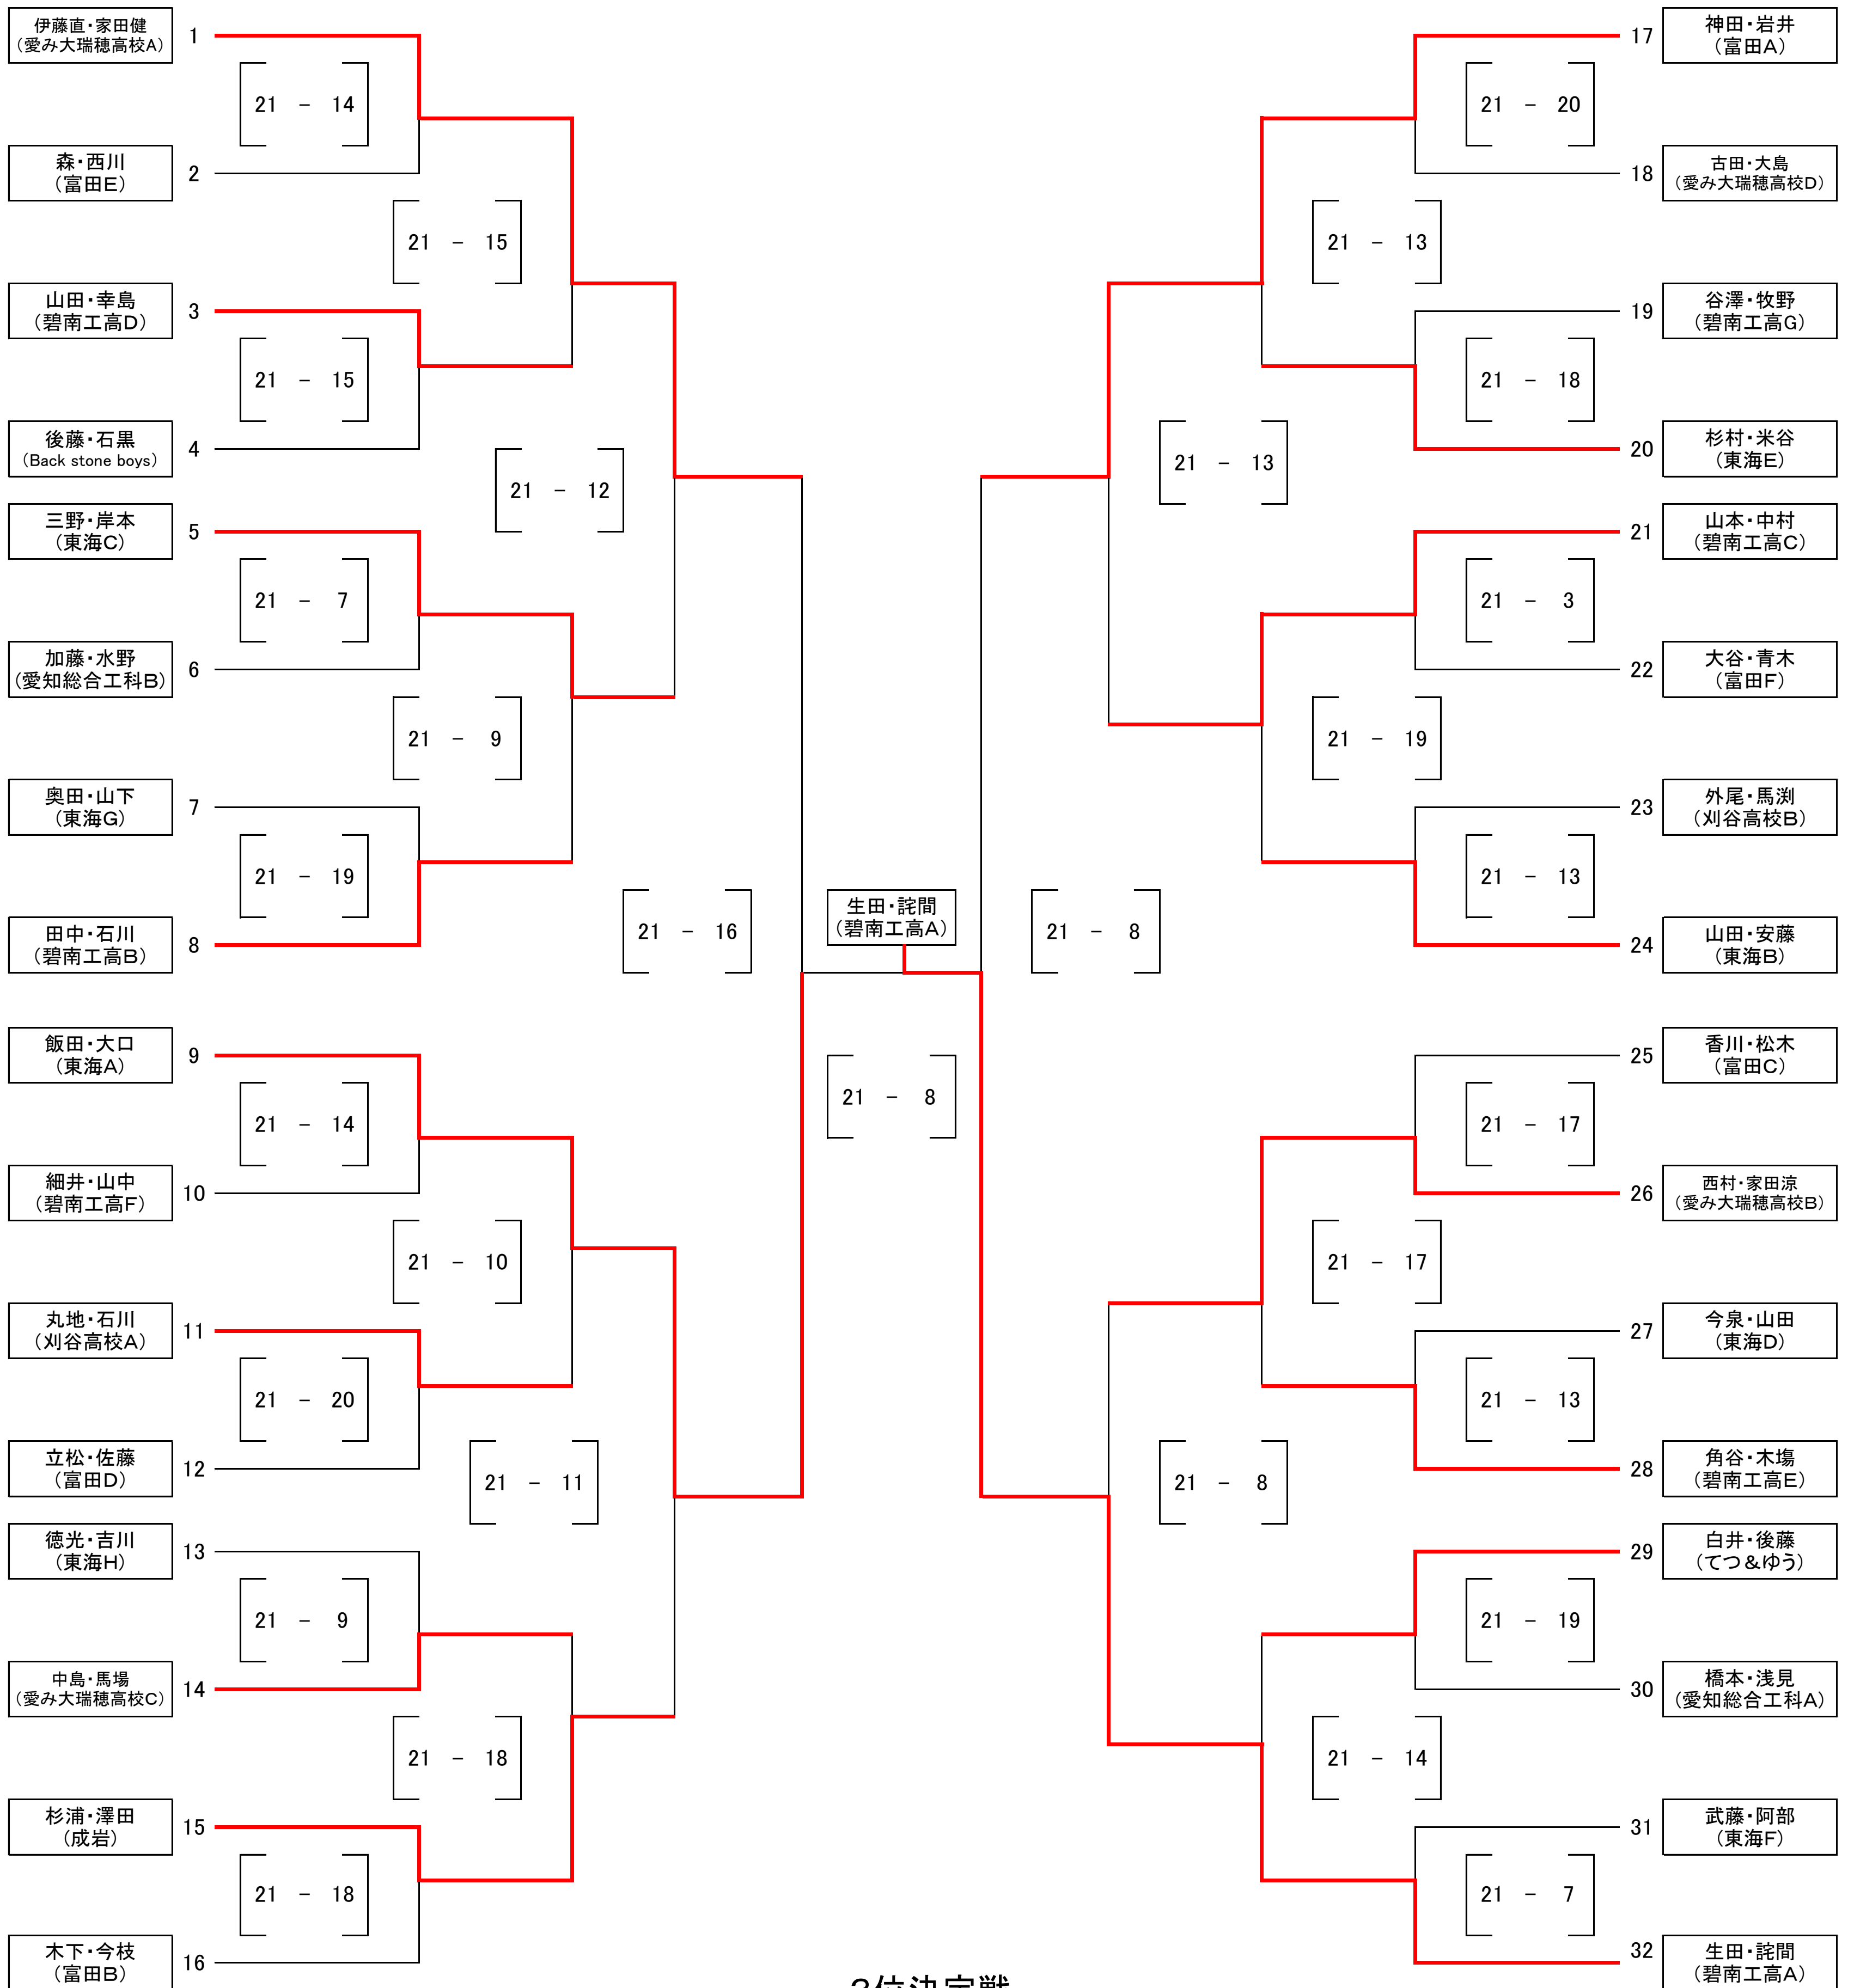 伊藤直・家田健
（愛み大瑞穂高校A）
1
21 － 14
森・西川
（富田E）
2
21 － 15
山田・幸島
（碧南工高D）
3
21 － 15
後藤・石黒
（Back stone boys）
4
21 － 12
三野・岸本
（東海C）
5
21 － 7
加藤・水野
（愛知総合工科B）
6
21 － 9
奥田・山下
（東海G）
7
21 － 19
田中・石川
（碧南工高B）
8
21 － 16
飯田・大口
（東海A）
9
21 － 14
細井・山中
（碧南工高F）
10
21 － 10
丸地・石川
（刈谷高校A）
11
21 － 20
立松・佐藤
（富田D）
12
21 － 11
徳光・吉川
（東海H）
13
21 － 9
中島・馬場
（愛み大瑞穂高校C）
14
21 － 18
杉浦・澤田
（成岩）
15
21 － 18
木下・今枝
（富田B）
16
生田・詫間
（碧南工高A）
21 － 8
17
神田・岩井
（富田A）
21 － 20
18
古田・大島
（愛み大瑞穂高校D）
21 － 13
19
谷澤・牧野
（碧南工高G）
21 － 18
20
杉村・米谷
（東海E）
21 － 13
21
山本・中村
（碧南工高C）
21 － 3
22
大谷・青木
（富田F）
21 － 19
23
外尾・馬渕
（刈谷高校B）
21 － 13
24
山田・安藤
（東海B）
21 － 8
25
香川・松木
（富田C）
21 － 17
26
西村・家田涼
（愛み大瑞穂高校B）
21 － 17
27
今泉・山田
（東海D）
21 － 13
28
角谷・木塲
（碧南工高E）
21 － 8
29
白井・後藤
（てつ＆ゆう）
21 － 19
30
橋本・浅見
（愛知総合工科A）
21 － 14
31
武藤・阿部
（東海F）
21 － 7
32
生田・詫間
（碧南工高A）
3位決定戦